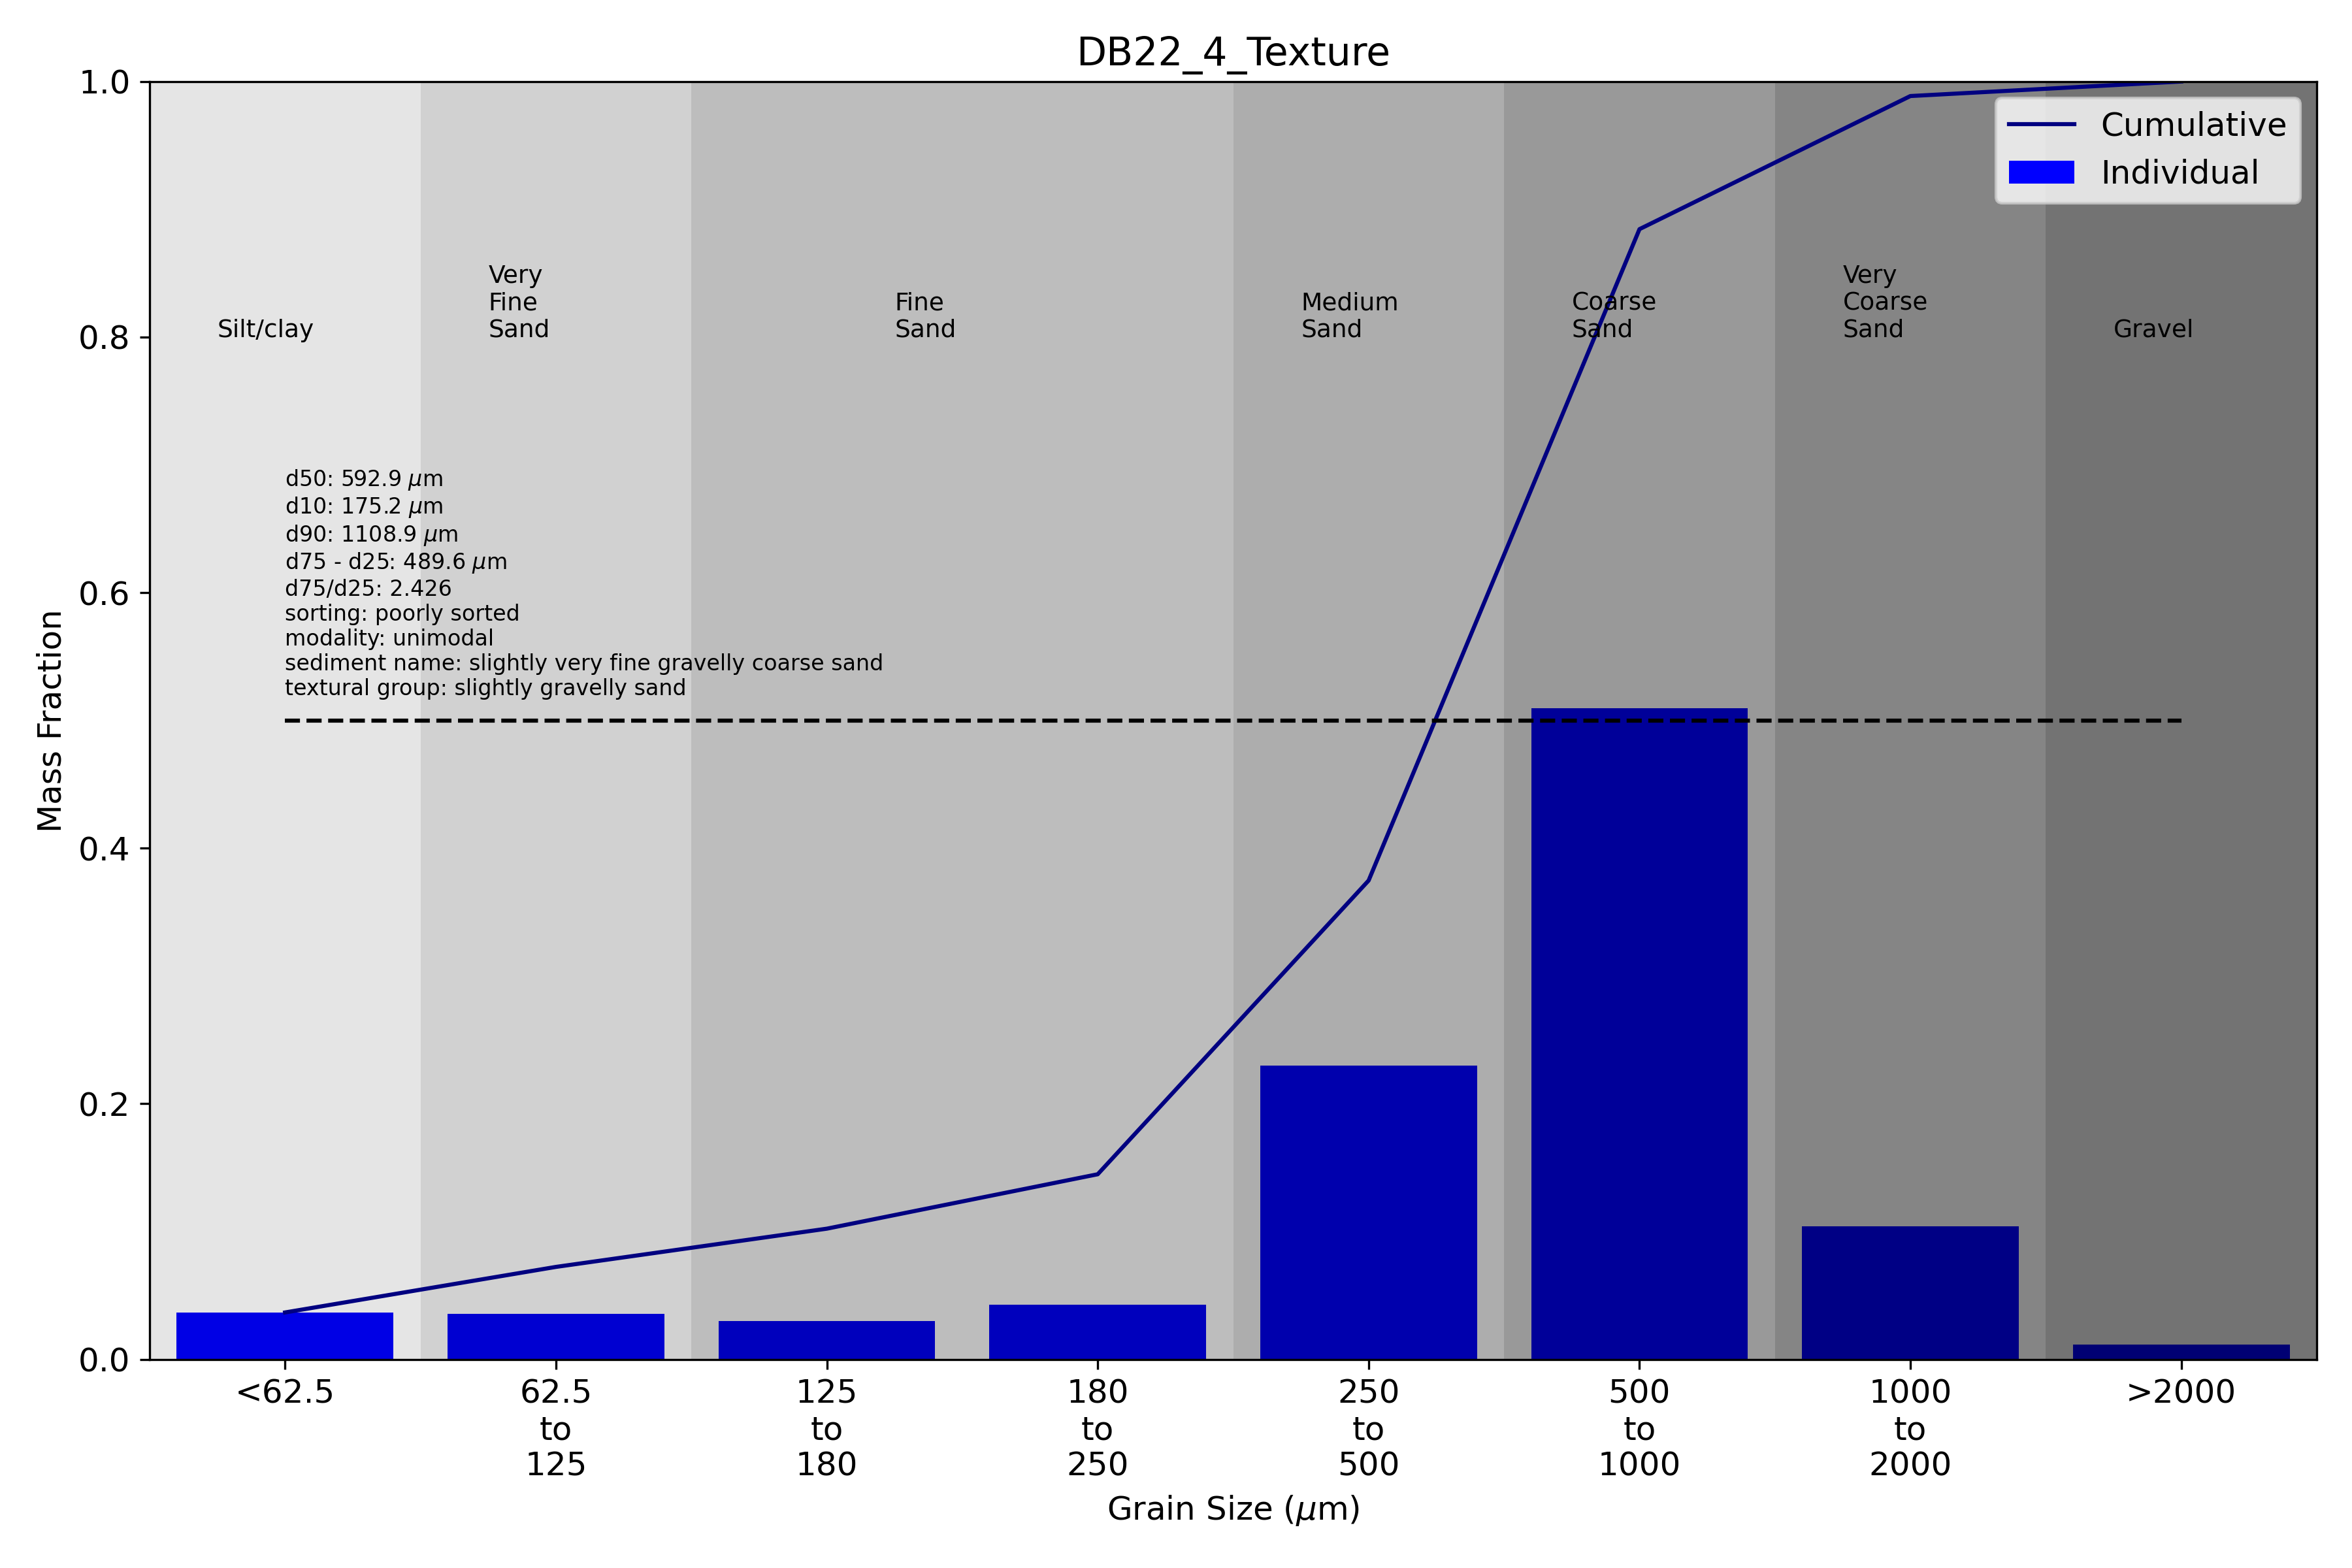 DB22_4_Texture
1.0
0.8
0.6
0.4
0.2
0.0
Mass Fraction
Cumulative
Individual
Silt/clay
Very
Fine
Sand
Fine
Sand
Medium
Sand
Coarse
Sand
Very
Coarse
Sand
Gravel
d50: 592.9 μm
d10: 175.2 μm
d90: 1108.9 μm
d75 - d25: 489.6 μm
d75/d25: 2.426
sorting: poorly sorted
modality: unimodal
sediment name: slightly very fine gravelly coarse sand
textural group: slightly gravelly sand
<62.5
62.5
to
125
125
to
180
180
to
250
250
to
500
500
to
1000
1000
to
2000
>2000
Grain Size (μm)